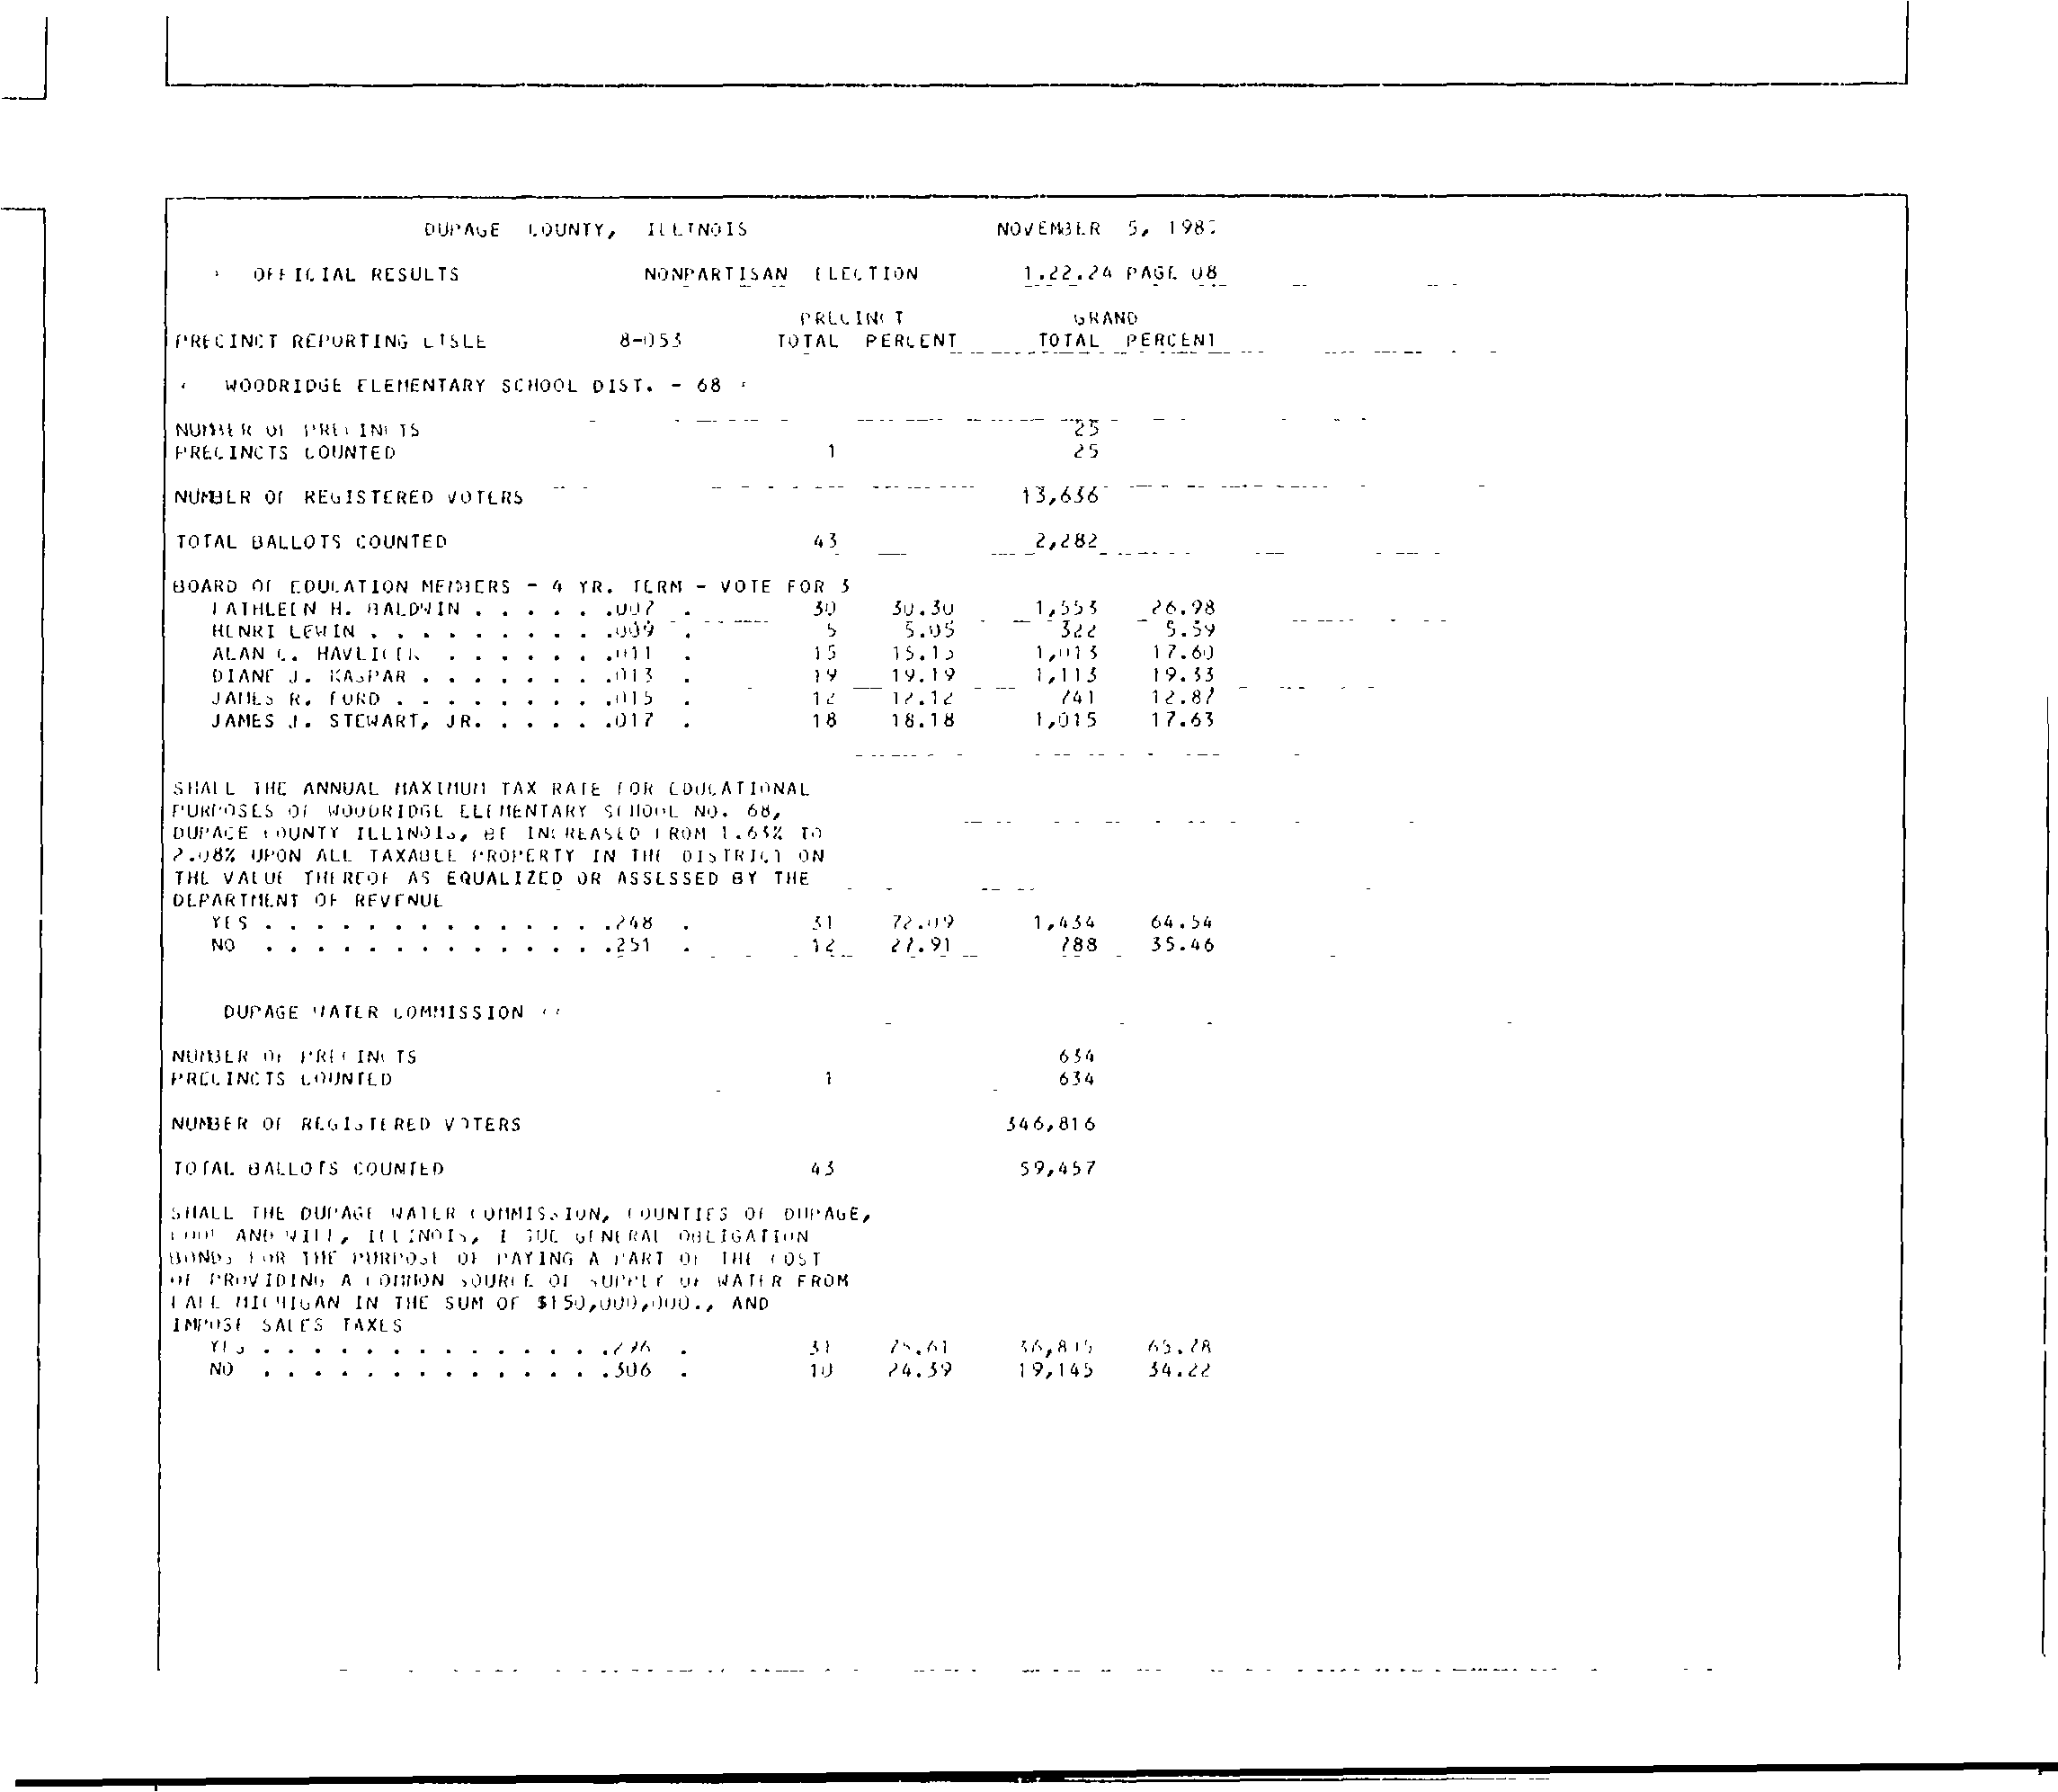 DUPAGE COUNTY, ILLINOIS NOVEMBER 5, 198
OFFICIAL RESULTS NONPARTISAN ELECTION 1.22.24 PAGE 08
PRECINCT GRAND
PRECINCT REPORTING LISLE 8-053 TOTAL PERCENT TOTAL PERCENT
WOODRIDGE ELEMENTARY SCHOOL DIST. - 68
NUMBER OF PRECINCTS 25
PRECINCTS COUNTED 1 25
NUMBER OF REGISTERED VOTERS 13,636
TOTAL BALLOTS COUNTED 43 2,282
BOARD OF EDUCATION MEMBERS - 4 YR. TERM - VOTE FOR 3
KATHLEEN H. BALDWIN . . . . . .007 . 30 30.30 1,553 26.98
HENRI LEWIN . . . . . . . . . .009 . 5 5.05 322 5.59
ALAN C. HAVLICEK . . . . . . .011 . 15 15.15 1,013 17.60
DIANE J. KASPAR . . . . . . . .013 . 19 19.19 1,113 19.33
JAMES R. FORD . . . . . . . . .015 . 12 12.12 741 12.87
JAMES J. STEWART, JR. . . . . .017 . 18 18.18 1,015 17.63
SHALL THE ANNUAL MAXIMUM TAX RATE FOR EDUCATIONAL
PURPOSES OF WOODRIDGE ELEMENTARY SCHOOL NO. 68,
DUPAGE COUNTY ILLINOIS, BE INCREASED FROM 1.63% TO
2.08% UPON ALL TAXABLE PROPERTY IN THE DISTRICT ON
THE VALUE THEREOF AS EQUALIZED OR ASSESSED BY THE
DEPARTMENT OF REVENUE
YES . . . . . . . . . . . . . .248 . 31 72.09 1,434 64.54
NO . . . . . . . . . . . . . .251 . 12 27.91 788 35.46
DUPAGE WATER COMMISSION
NUMBER OF PRECINCTS 634
PRECINCTS COUNTED 1 634
NUMBER OF REGISTERED VOTERS 346,816
TOTAL BALLOTS COUNTED 43 59,457
SHALL THE DUPAGE WATER COMMISSION, COUNTIES OF DUPAGE,
COOK AND WILL, ILLINOIS, ISSUE GENERAL OBLIGATION
BONDS FOR THE PURPOSE OF PAYING A PART OF THE COST
OF PROVIDING A COMMON SOURCE OF SUPPLY OF WATER FROM
LAKE MICHIGAN IN THE SUM OF $150,000,000., AND
IMPOSE SALES TAXES
YES . . . . . . . . . . . . . .296 . 31 75.61 65.78
NO . . . . . . . . . . . . . .306 . 10 24.39 19,145 34.22